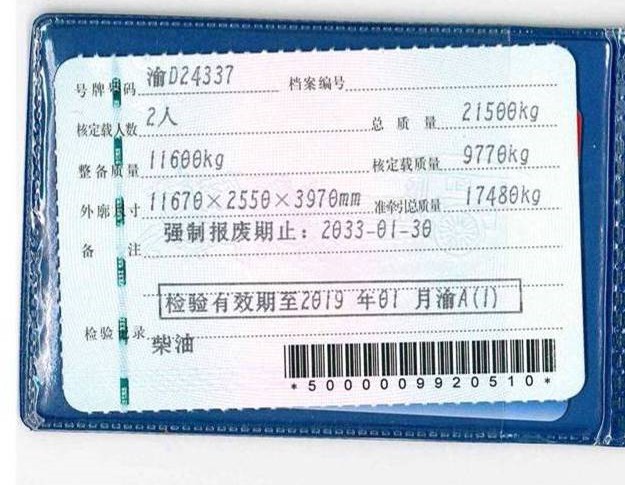 号牌号码 渝D24337 档案编号
核定载人数 2人 总质量 21500kg
整备质量 11600kg 核定载质量 9770kg
外廓尺寸 11670×2550×3970mm 准牵引总质量 17480kg
备注 强制报废期止：2033-01-30
检验有效期至2019年01月渝A(1)
检验记录
柴油
*5000009920510*